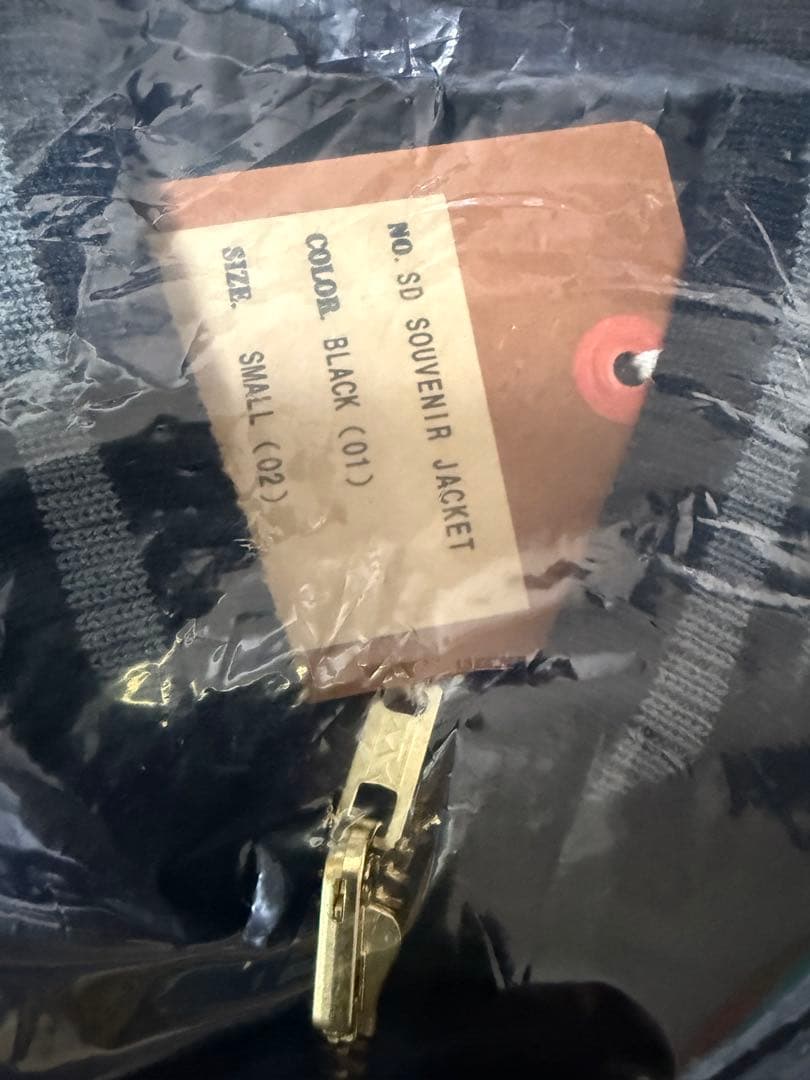 NO. SD SOUVENIR JACKET
COLOR. BLACK (01)
SIZE. SMALL (02)